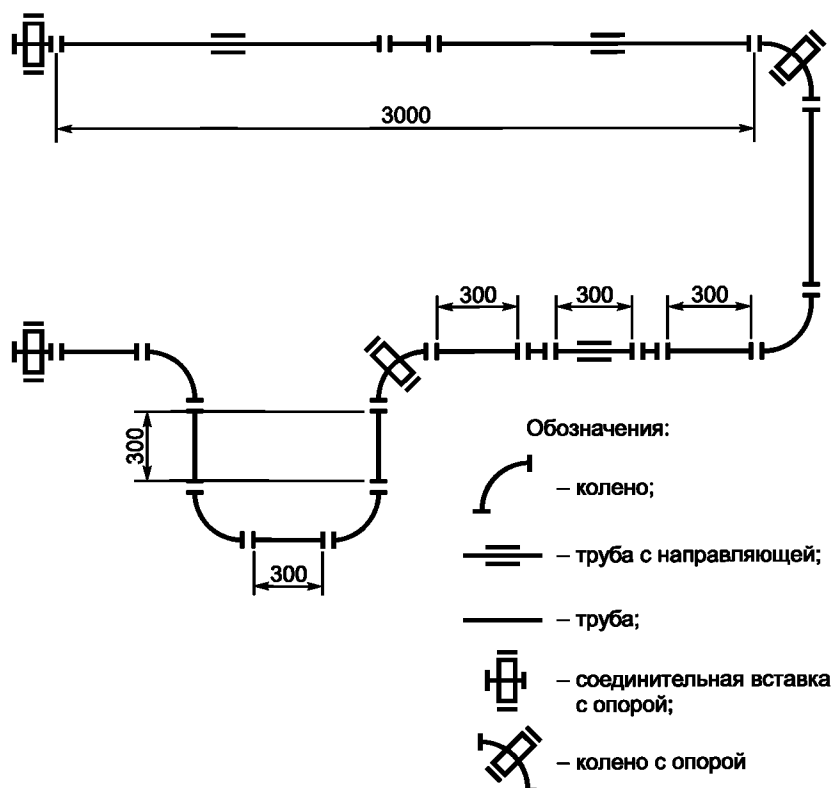 3000
300
300
300
300
300
Обозначения:
– колено;
– труба с направляющей;
– труба;
– соединительная вставка
с опорой;
– колено с опорой